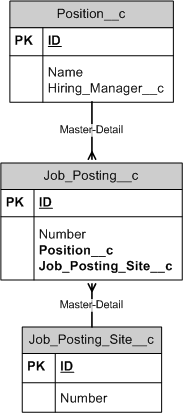 Position__c
PK ID
Name
Hiring_Manager__c
Master-Detail
Job_Posting__c
PK ID
Number
Position__c
Job_Posting_Site__c
Master-Detail
Job_Posting_Site__c
PK ID
Number